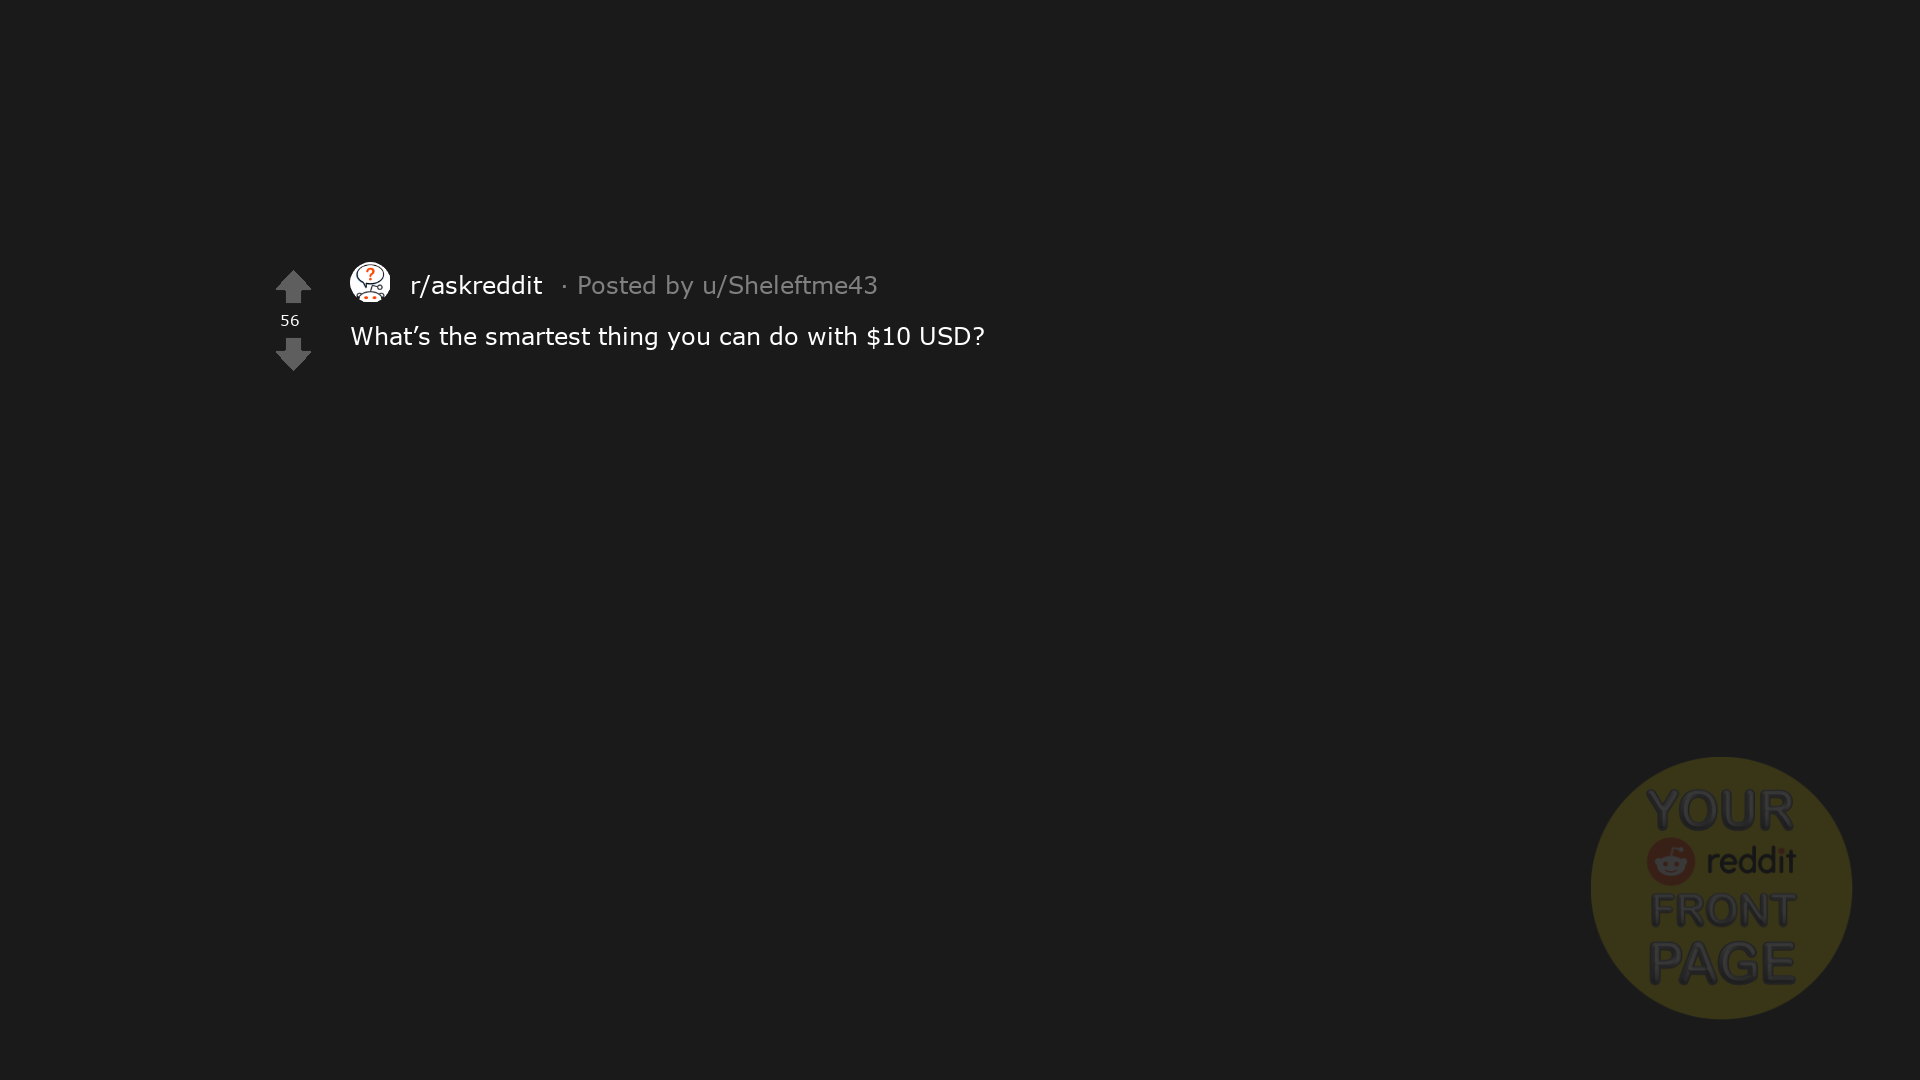 r/askreddit · Posted by u/Sheleftme43
56
What’s the smartest thing you can do with $10 USD?
YOUR
reddit
FRONT
PAGE